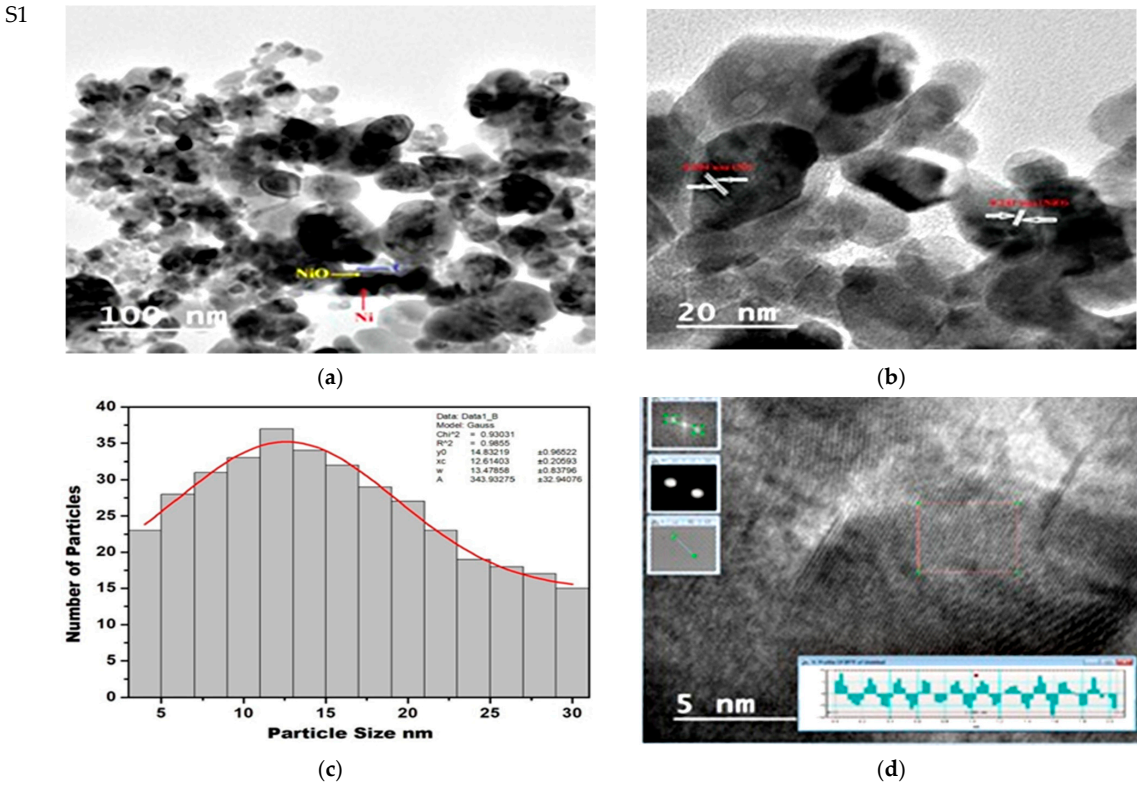 S1
NiO
C
Ni
100 nm
(a)
20 nm
(b)
Number of Particles
40
35
30
25
20
15
10
5
0
Data: Data1_B
Model: Gauss
Chi^2 = 0.93031
R^2 = 0.9855
y0 14.83219 ±0.96522
xc 12.61403 ±0.20593
w 13.47858 ±0.83796
A 343.93275 ±32.94076
5 10 15 20 25 30
Particle Size nm
(c)
5 nm
(d)